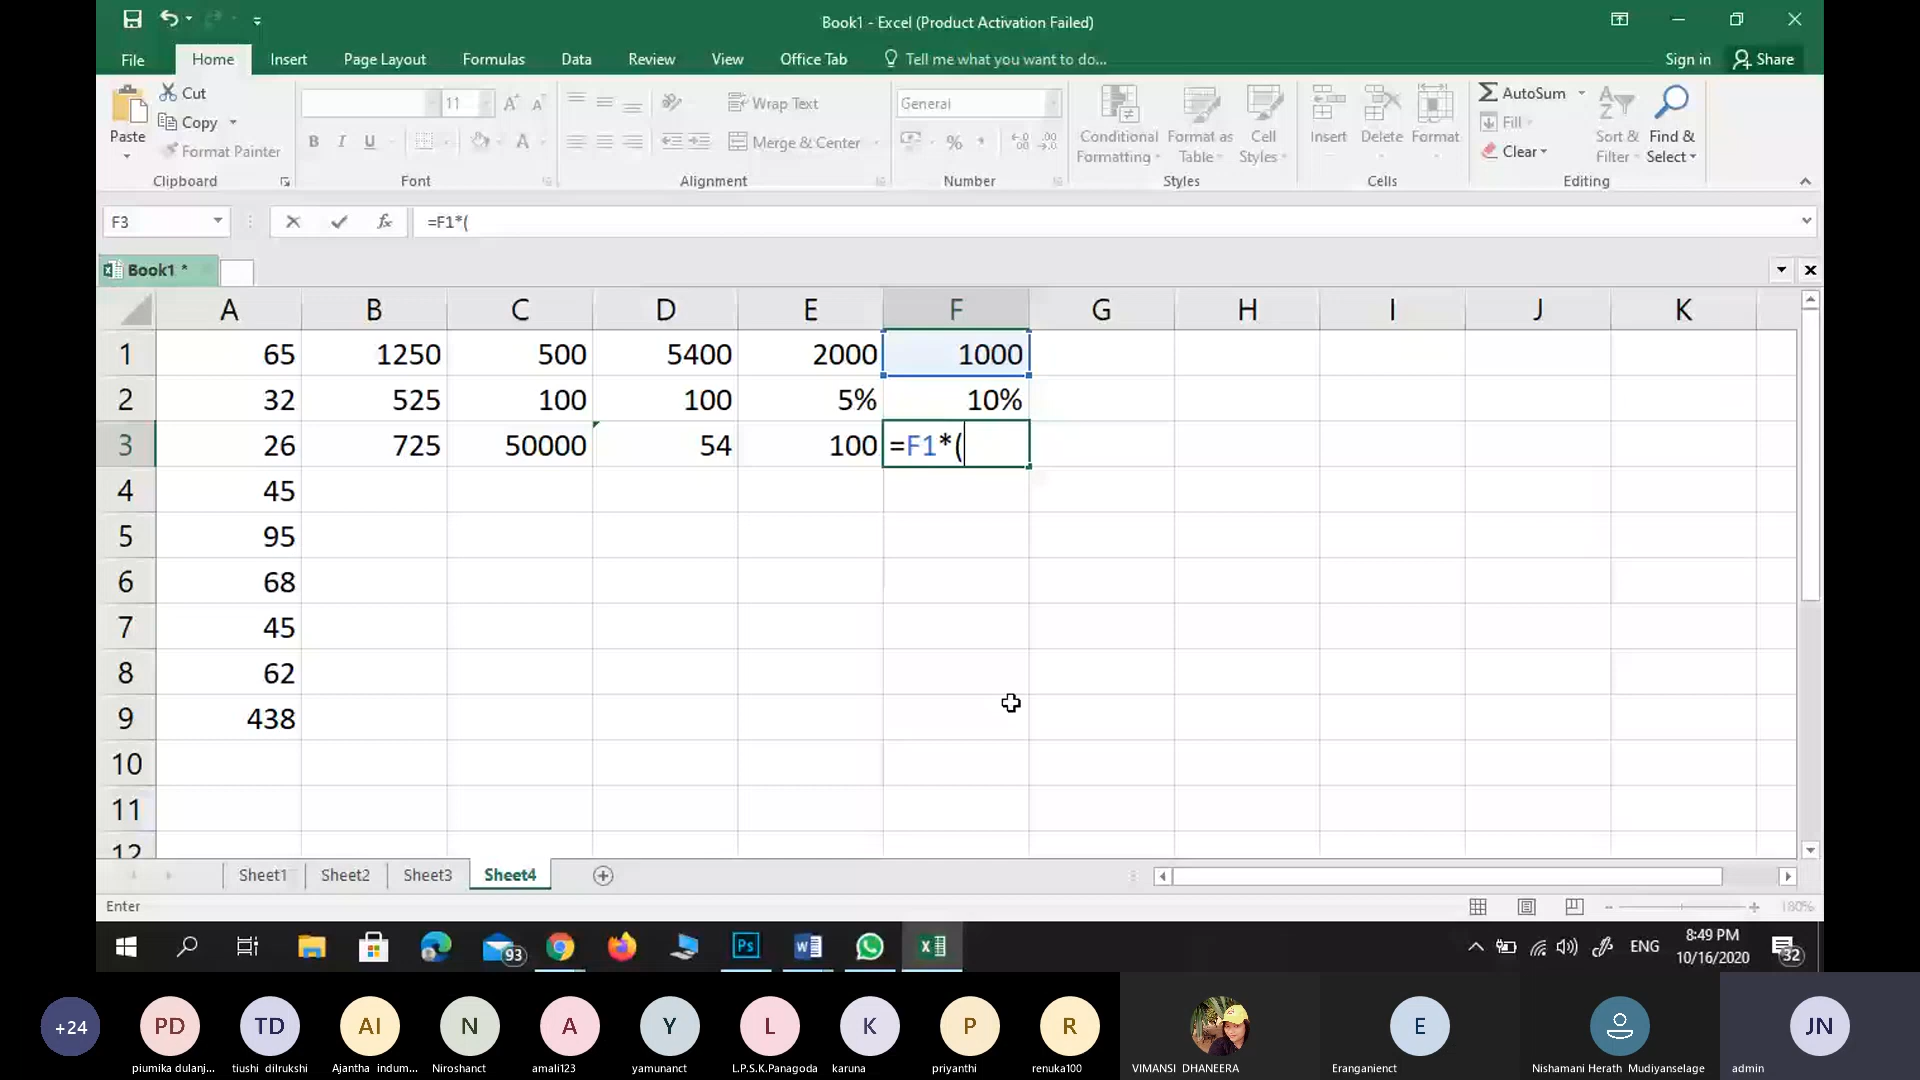 Book1 - Excel (Product Activation Failed)
File Home Insert Page Layout Formulas Data Review View Office Tab Tell me what you want to do... Sign in Share
Paste
Cut
Copy
Format Painter
Clipboard
11
B I U
Font
Wrap Text
Merge & Center
Alignment
General
%
Number
Conditional Formatting
Format as Table
Cell Styles
Styles
Insert Delete Format
Cells
AutoSum
Fill
Clear
Sort & Filter
Find & Select
Editing
F3 fx =F1*(
Book1 *
A B C D E F G H I J K
1 65 1250 500 5400 2000 1000
2 32 525 100 100 5% 10%
3 26 725 50000 54 100 =F1*(
4 45
5 95
6 68
7 45
8 62
9 438
10
11
12
Sheet1 Sheet2 Sheet3 Sheet4
Enter 180%
93 Ps ENG 8:49 PM
10/16/2020 32
+24 PD TD AI N A Y L K P R E JN
piumika dulanj... tiushi dilrukshi Ajantha indum... Niroshanct amali123 yamunanct L.P.S.K.Panagoda karuna priyanthi renuka100 VIMANSI DHANEERA Eranganienct Nishamani Herath Mudiyanselage admin